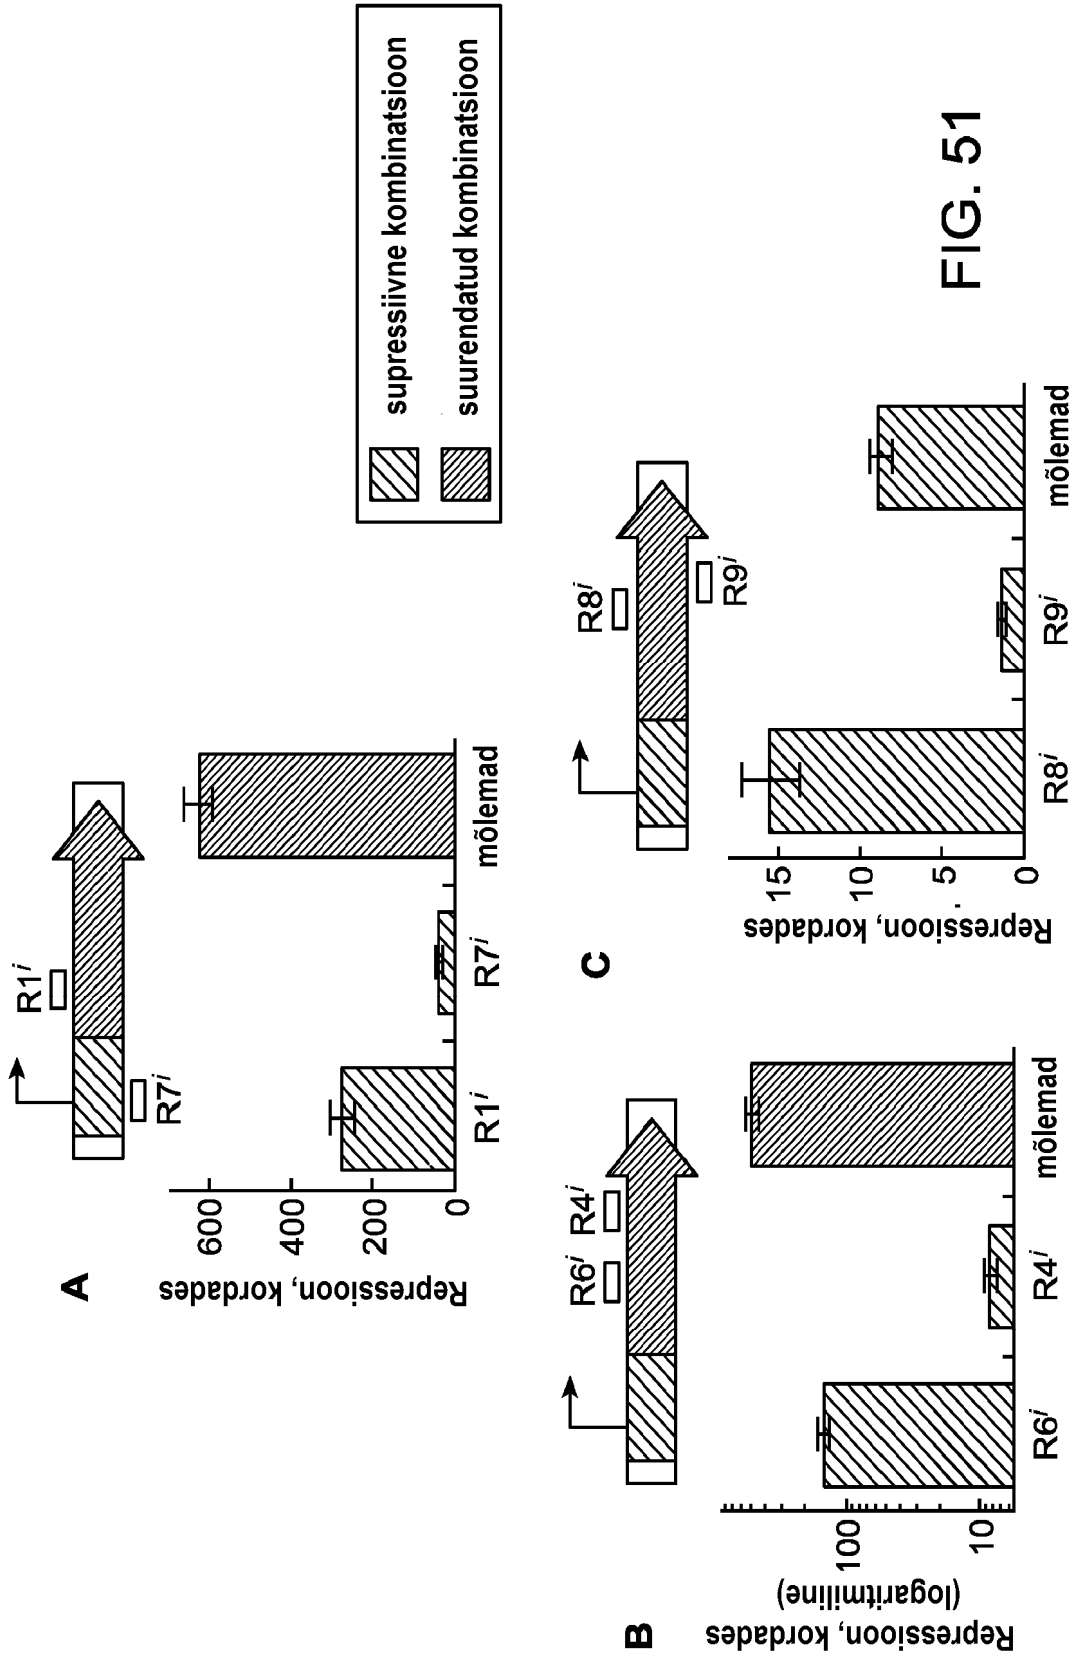 A
R1ⁱ
R7ⁱ
Repressioon, kordades
600
400
200
0
R1ⁱ
R7ⁱ
mõlemad
supressiivne kombinatsioon
suurendatud kombinatsioon
B
R6ⁱ
R4ⁱ
Repressioon, kordades
(logaritmiline)
100
10
R6ⁱ
R4ⁱ
mõlemad
C
R8ⁱ
R9ⁱ
Repressioon, kordades
15
10
5
0
R8ⁱ
R9ⁱ
mõlemad
FIG. 51